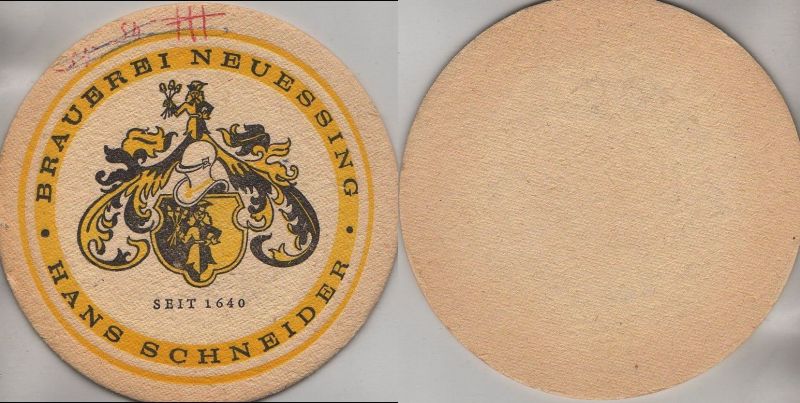 BRAUEREI NEUESSING
HANS SCHNEIDER
SEIT 1640